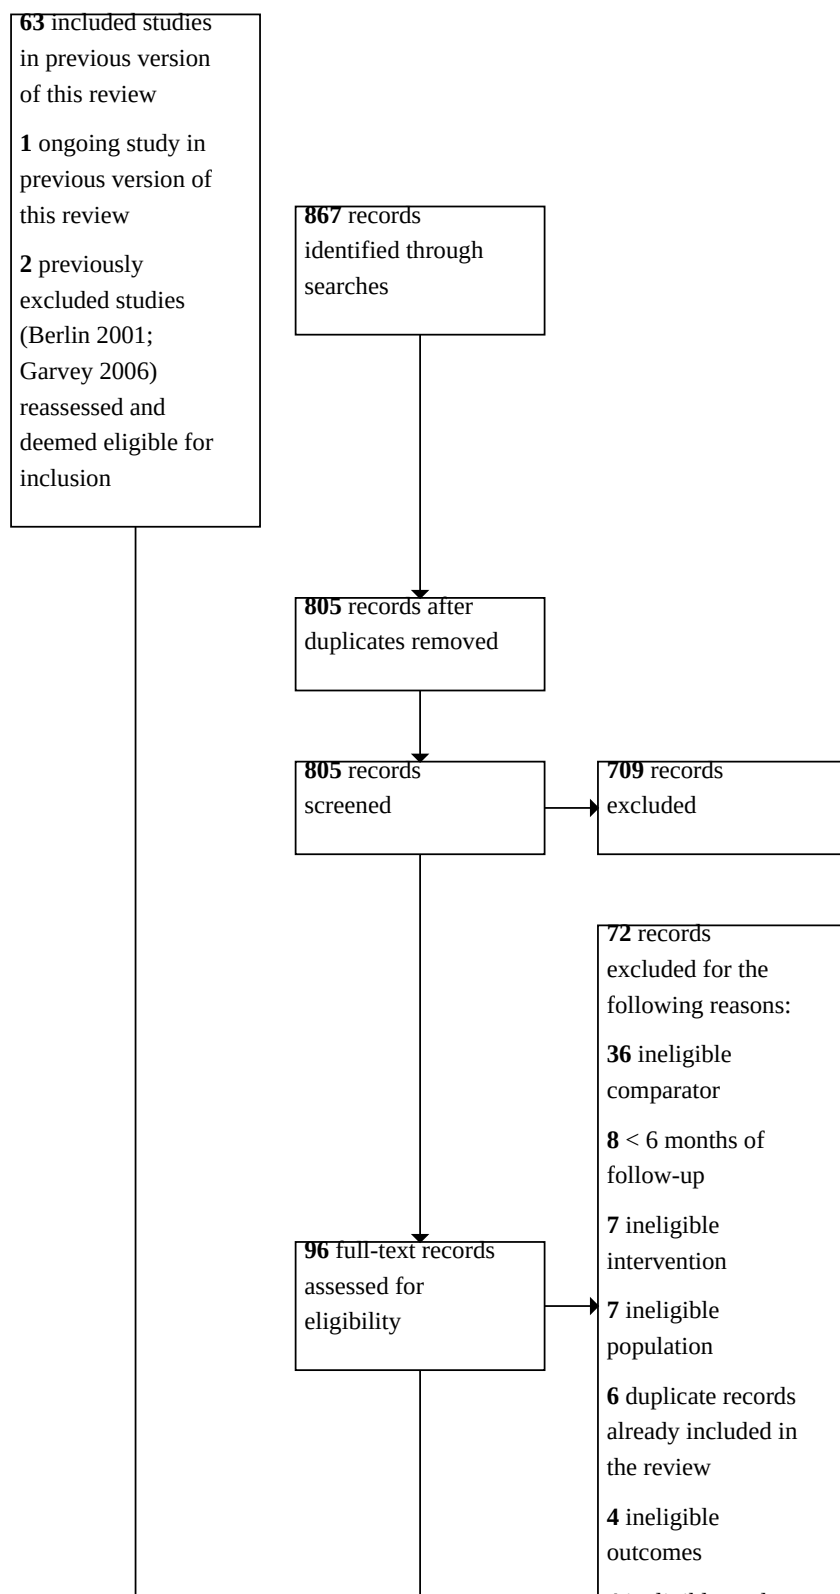 63 included studies
in previous version
of this review
1 ongoing study in
previous version of
this review
2 previously
excluded studies
(Berlin 2001;
Garvey 2006)
reassessed and
deemed eligible for
inclusion
867 records
identified through
searches
805 records after
duplicates removed
805 records
screened
709 records
excluded
96 full-text records
assessed for
eligibility
72 records
excluded for the
following reasons:
36 ineligible
comparator
8 < 6 months of
follow-up
7 ineligible
intervention
7 ineligible
population
6 duplicate records
already included in
the review
4 ineligible
outcomes